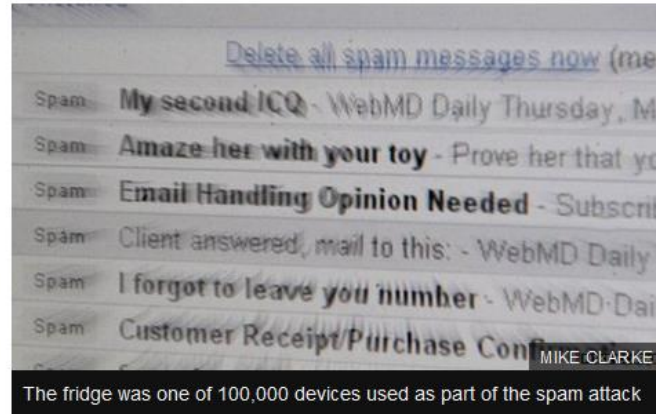 Delete all spam messages now (me
Spam My second ICQ - WebMD Daily Thursday, M
Spam Amaze her with your toy - Prove her that yo
Spam Email Handling Opinion Needed - Subscri
Spam Client answered, mail to this: - WebMD Daily
Spam I forgot to leave you number - WebMD Dai
Spam Customer Receipt/Purchase
MIKE CLARKE
The fridge was one of 100,000 devices used as part of the spam attack